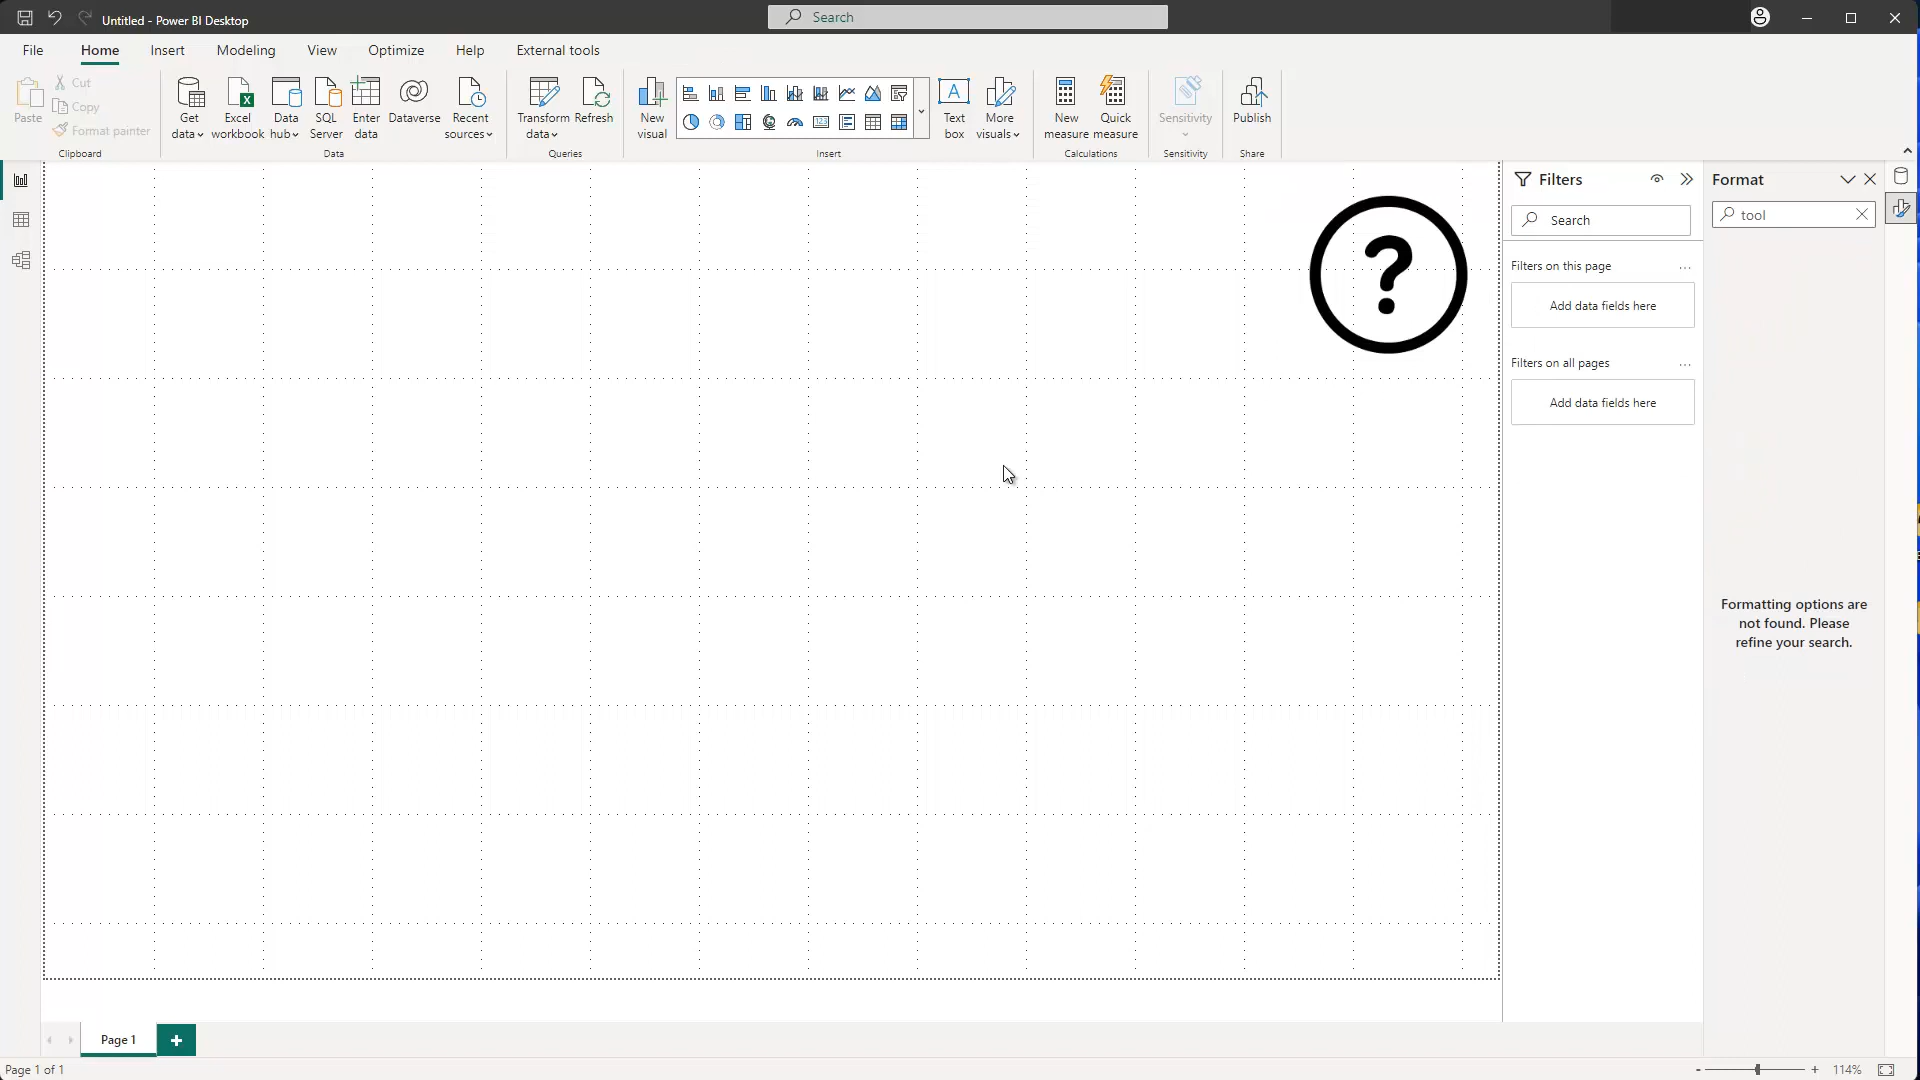 Untitled - Power BI Desktop
Search
File Home Insert Modeling View Optimize Help External tools
Paste
Cut
Copy
Format painter
Clipboard
Get data
Excel workbook
Data hub
SQL Server
Enter data
Dataverse
Recent sources
Data
Transform data
Refresh
Queries
New visual
123
A
Text box
More visuals
Insert
New measure
Quick measure
Calculations
Sensitivity
Sensitivity
Publish
Share
?
Filters
Search
Filters on this page
...
Add data fields here
Filters on all pages
...
Add data fields here
Format
tool
Formatting options are
not found. Please
refine your search.
Page 1
+
Page 1 of 1
- + 114%